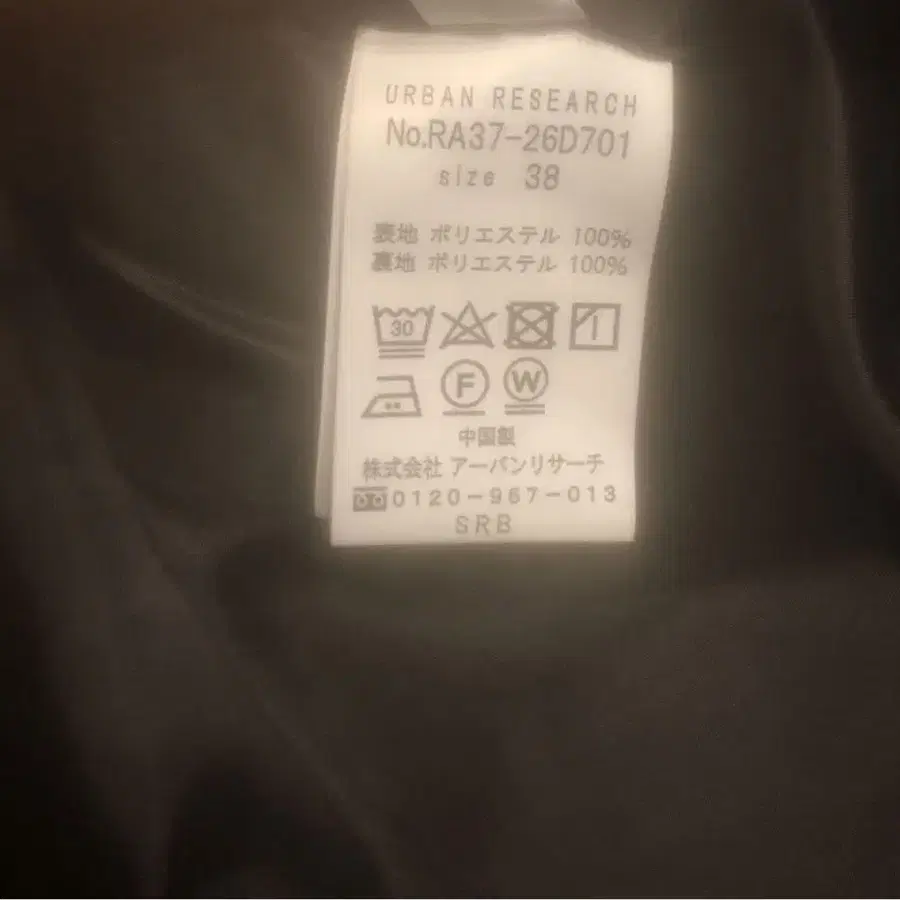 URBAN RESEARCH
No.RA37-26D701
size 38
表地 ポリエステル 100%
裏地 ポリエステル 100%
30
F W
中国製
株式会社 アーバンリサーチ
0120-967-013
SRB